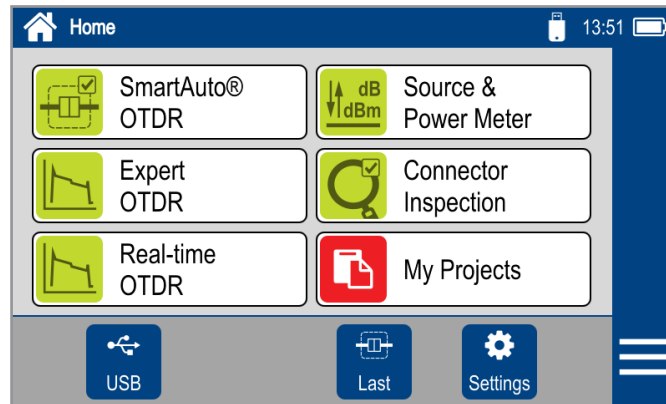 Home
13:51
SmartAuto®
OTDR
dB
dBm
Source &
Power Meter
Expert
OTDR
Connector
Inspection
Real-time
OTDR
My Projects
USB
Last
Settings